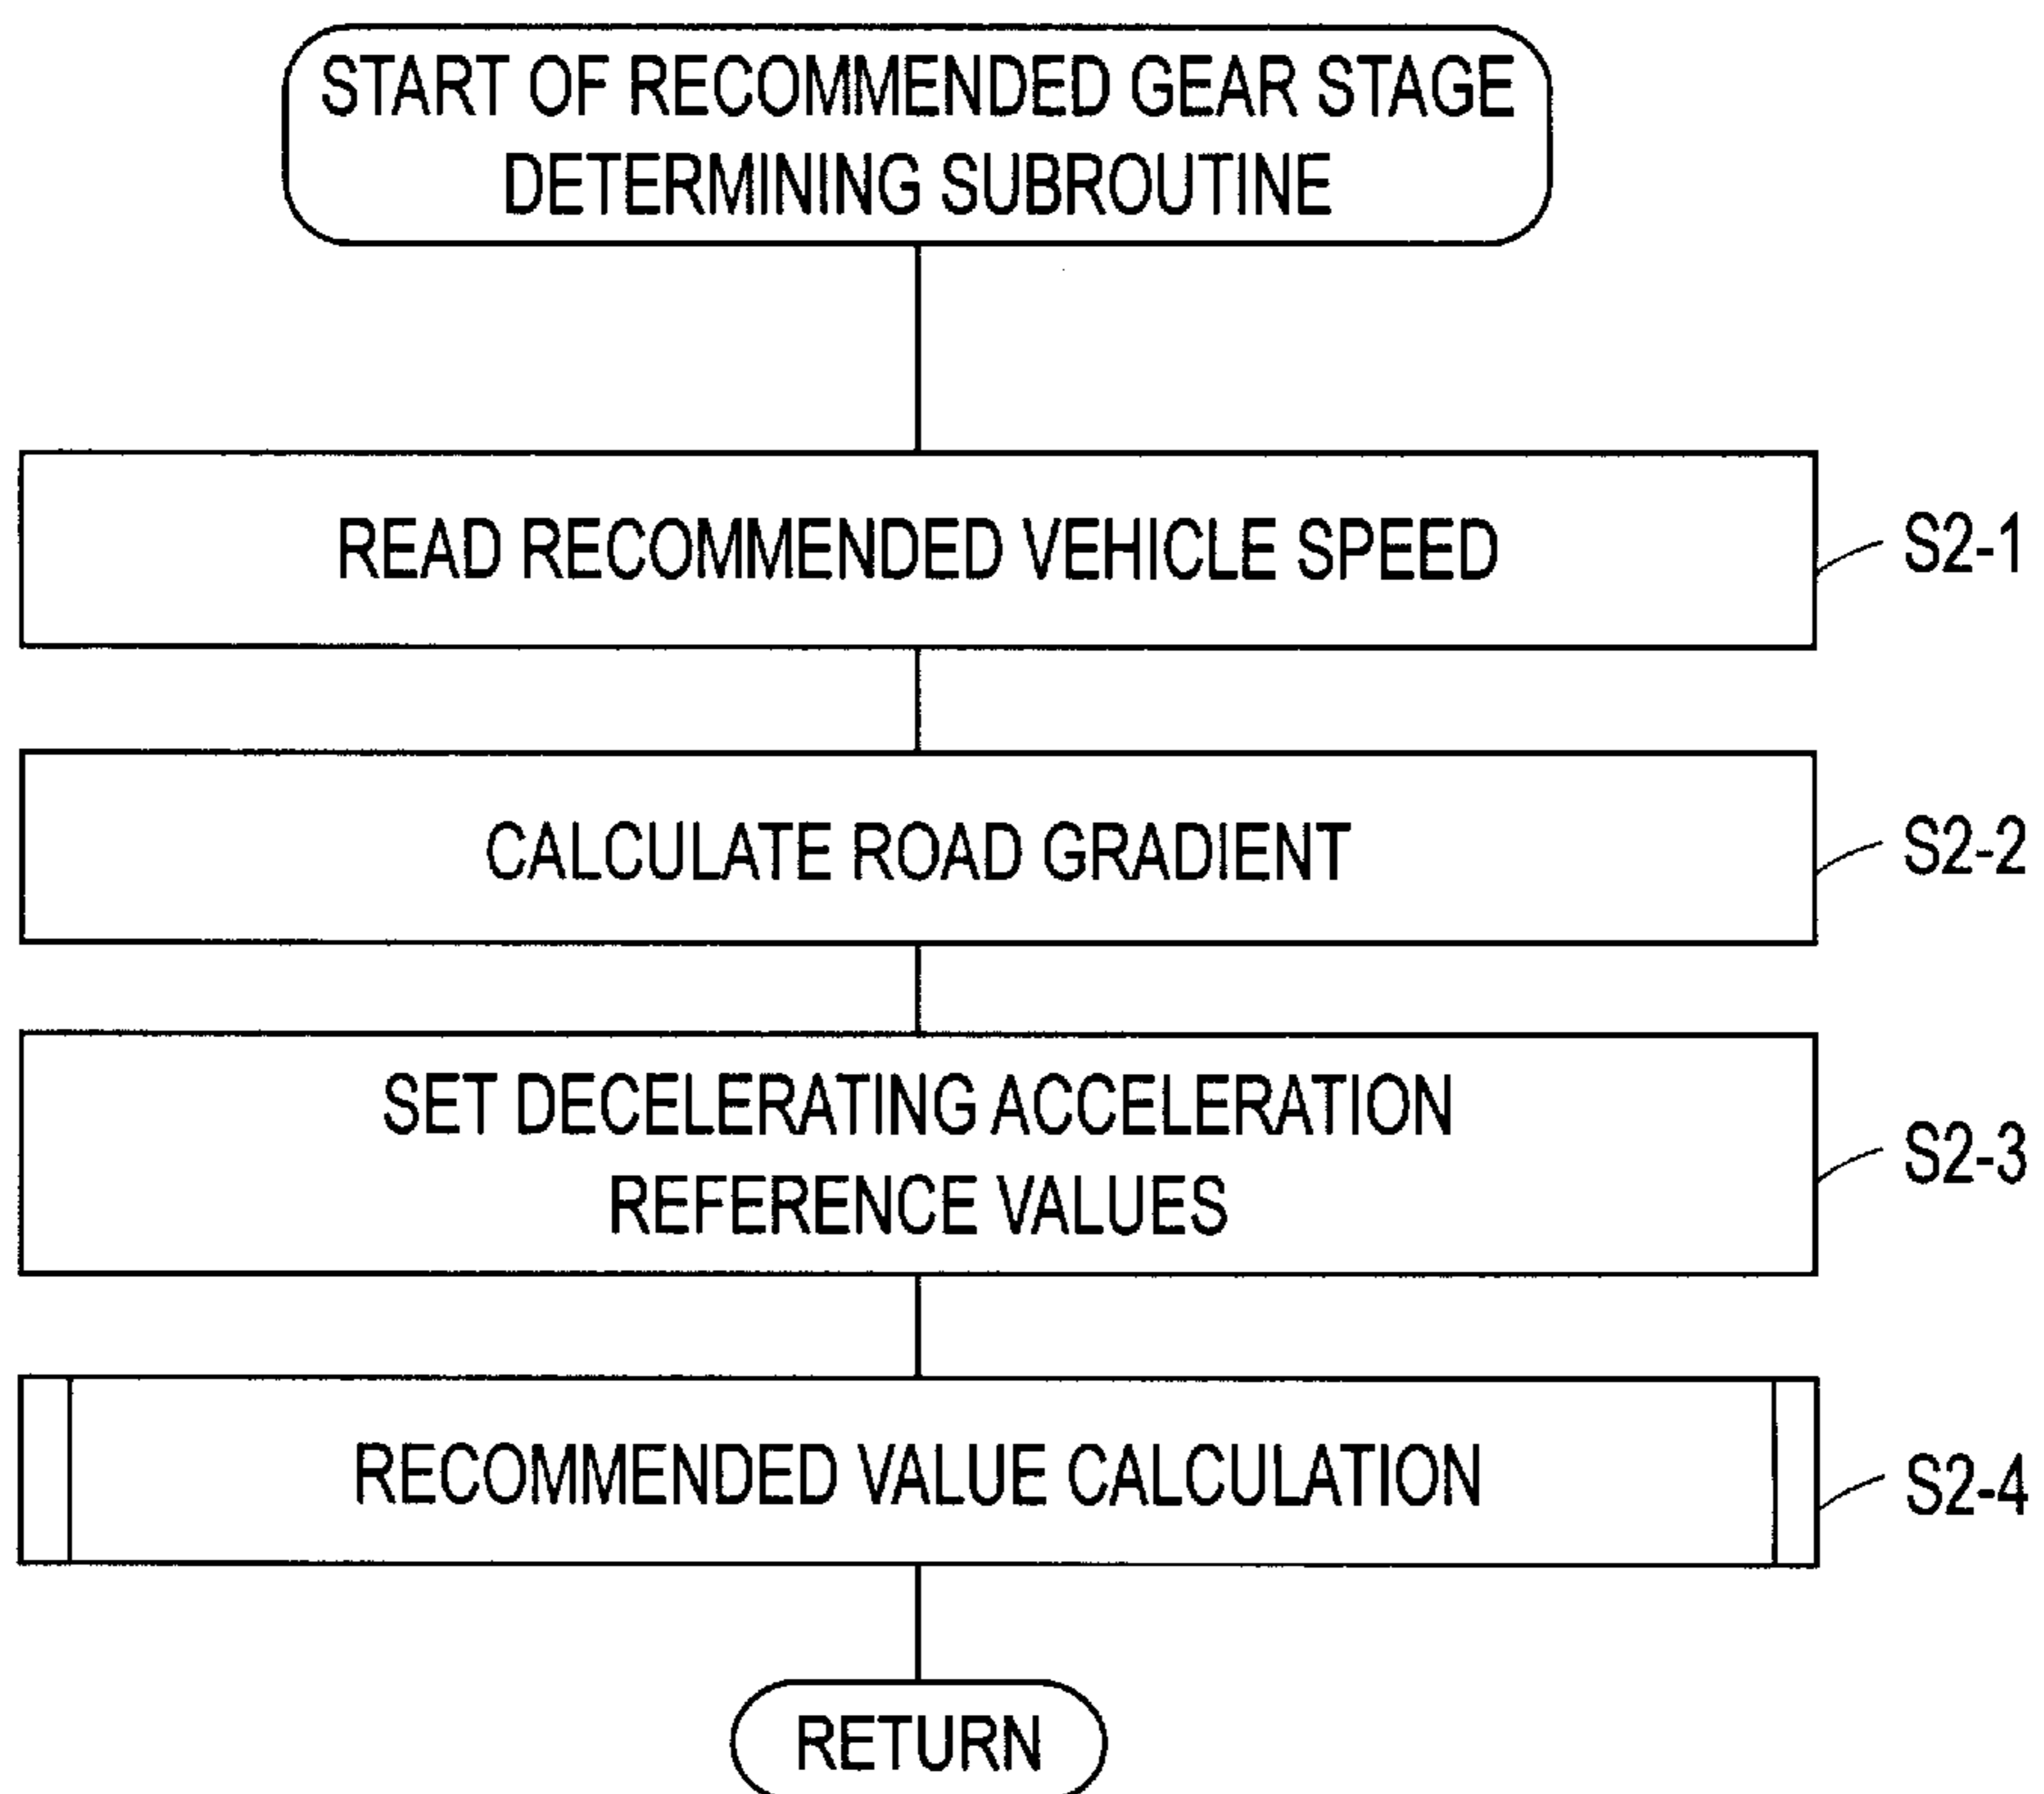 START OF RECOMMENDED GEAR STAGE
DETERMINING SUBROUTINE
READ RECOMMENDED VEHICLE SPEED
S2-1
CALCULATE ROAD GRADIENT
S2-2
SET DECELERATING ACCELERATION
REFERENCE VALUES
S2-3
RECOMMENDED VALUE CALCULATION
S2-4
RETURN